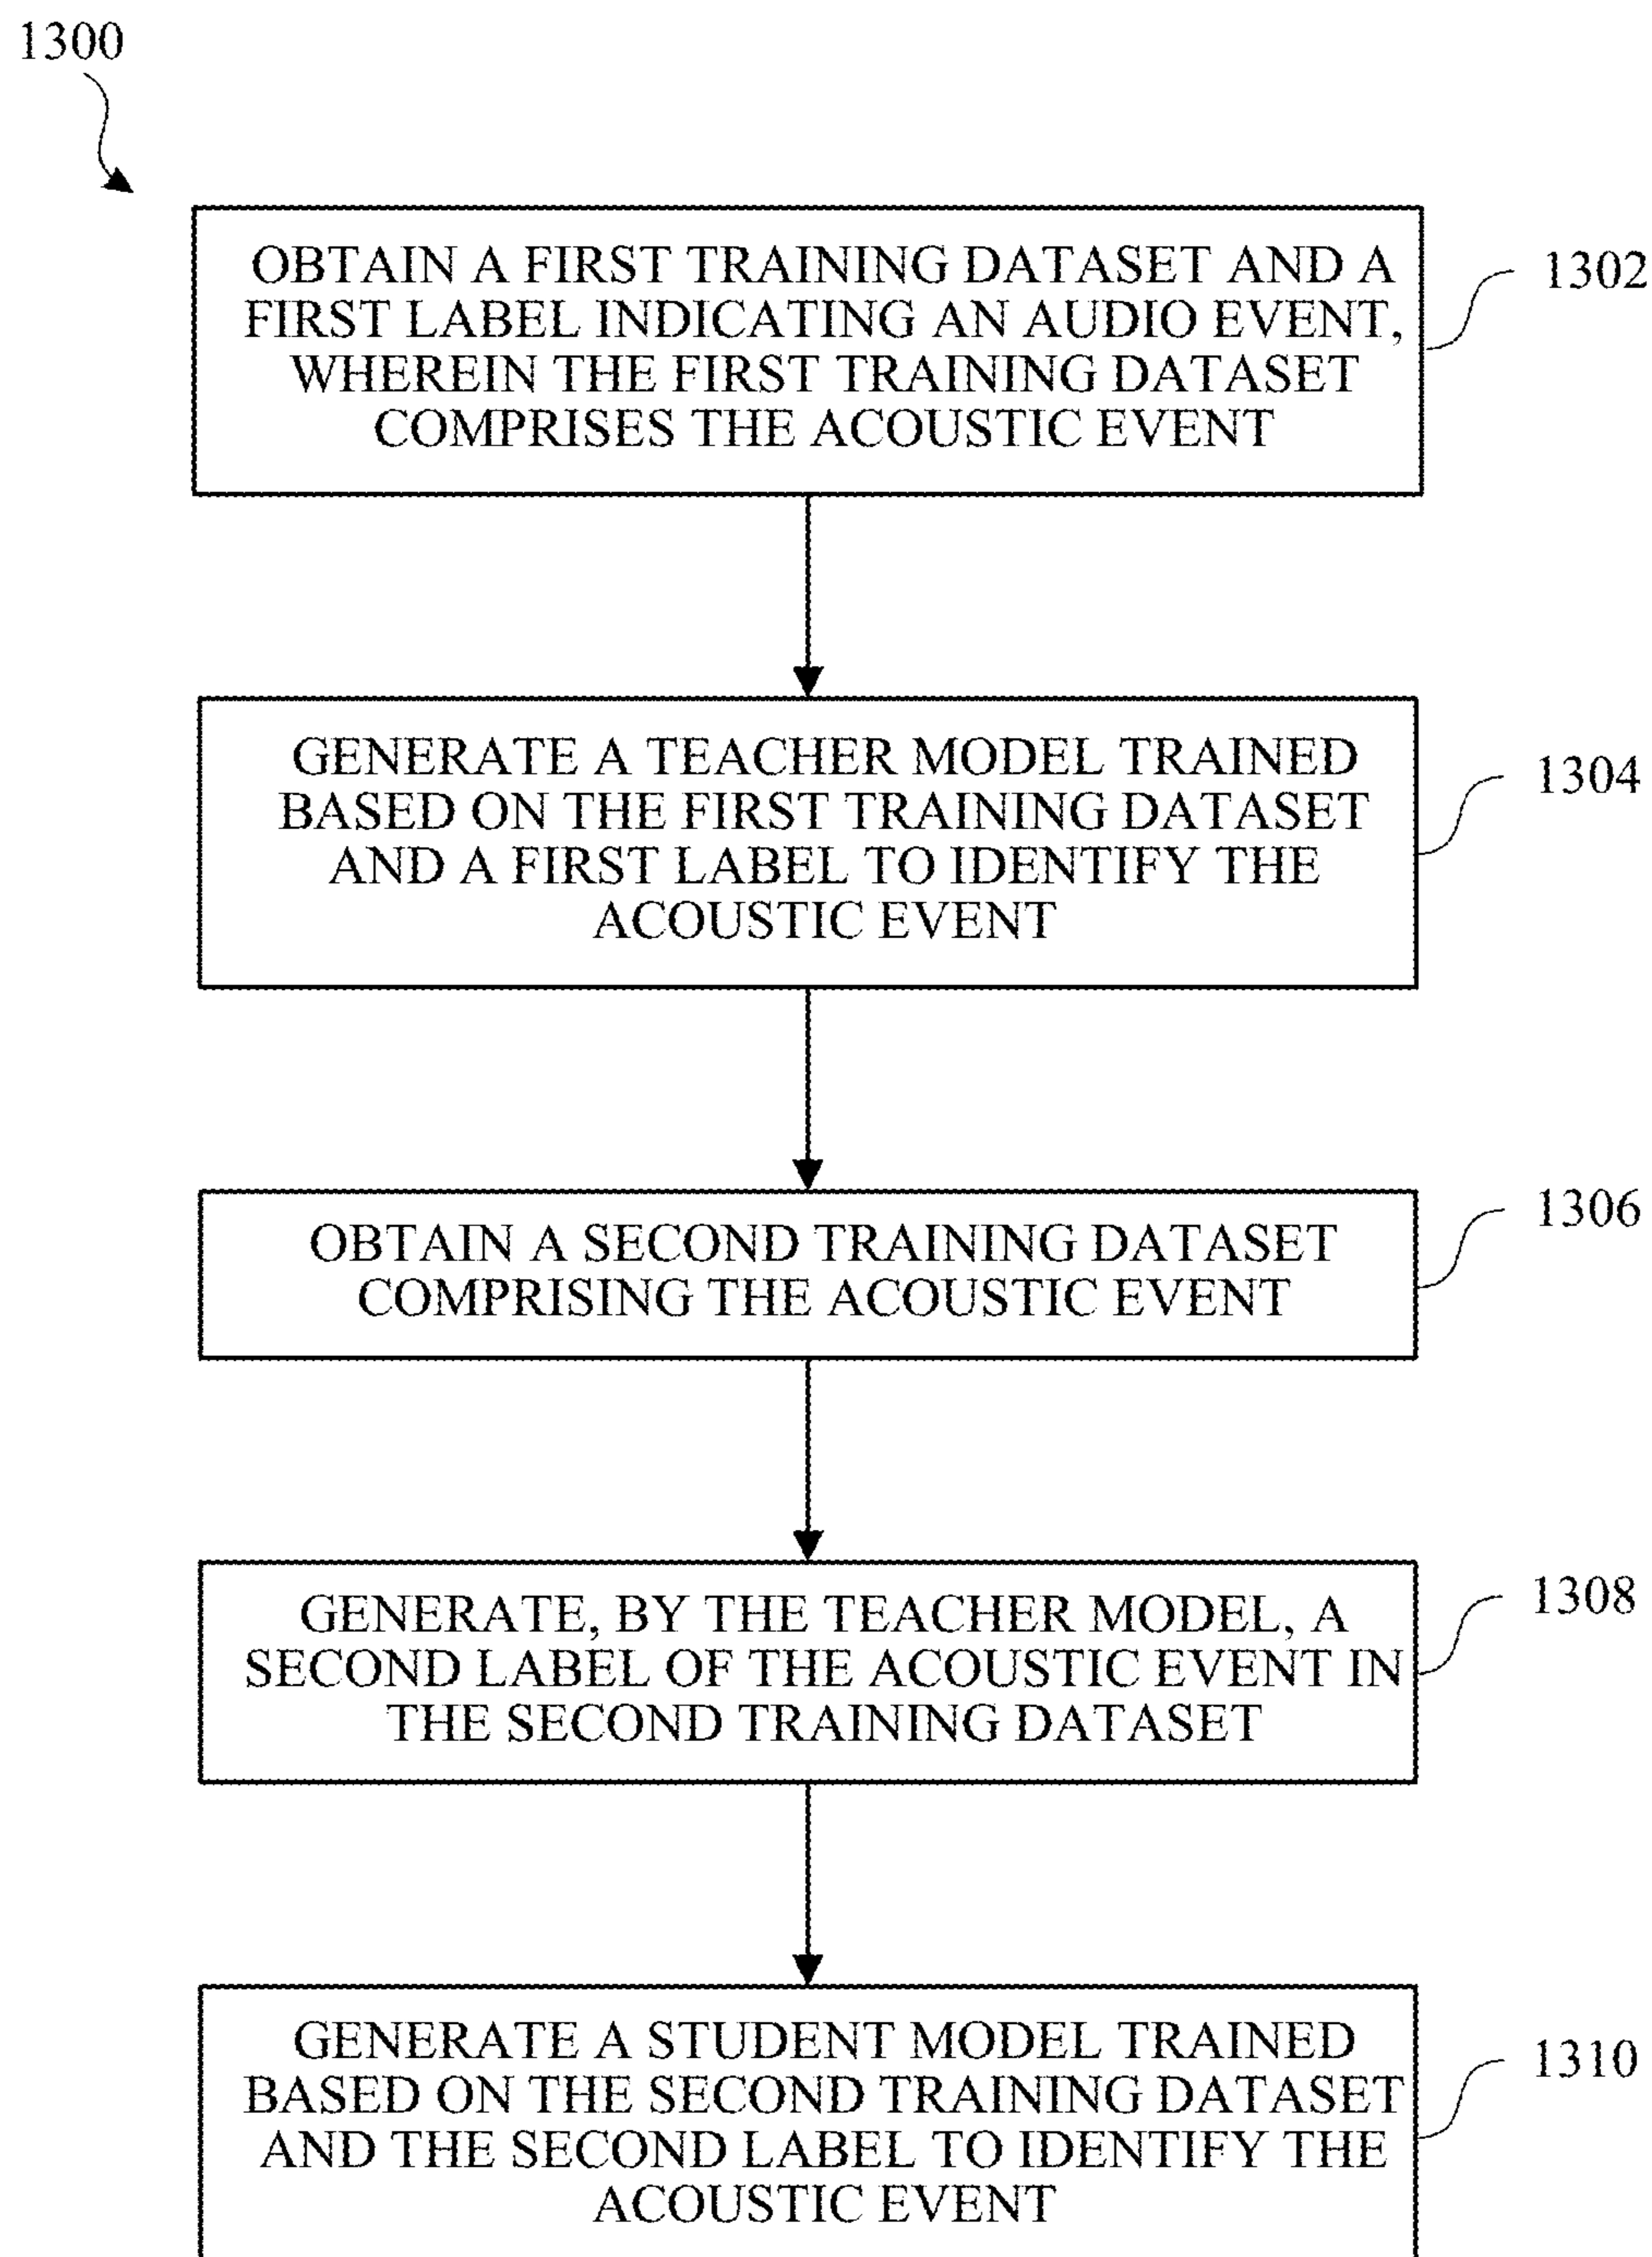 1300
OBTAIN A FIRST TRAINING DATASET AND A
FIRST LABEL INDICATING AN AUDIO EVENT,
WHEREIN THE FIRST TRAINING DATASET
COMPRISES THE ACOUSTIC EVENT
1302
GENERATE A TEACHER MODEL TRAINED
BASED ON THE FIRST TRAINING DATASET
AND A FIRST LABEL TO IDENTIFY THE
ACOUSTIC EVENT
1304
OBTAIN A SECOND TRAINING DATASET
COMPRISING THE ACOUSTIC EVENT
1306
GENERATE, BY THE TEACHER MODEL, A
SECOND LABEL OF THE ACOUSTIC EVENT IN
THE SECOND TRAINING DATASET
1308
GENERATE A STUDENT MODEL TRAINED
BASED ON THE SECOND TRAINING DATASET
AND THE SECOND LABEL TO IDENTIFY THE
ACOUSTIC EVENT
1310